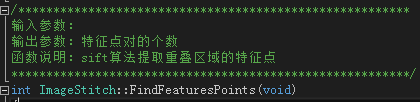 /****************************************************
输入参数:
输出参数: 特征点对的个数
函数说明: sift算法提取重叠区域的特征点
****************************************************/
int ImageStitch::FindFeaturesPoints(void)